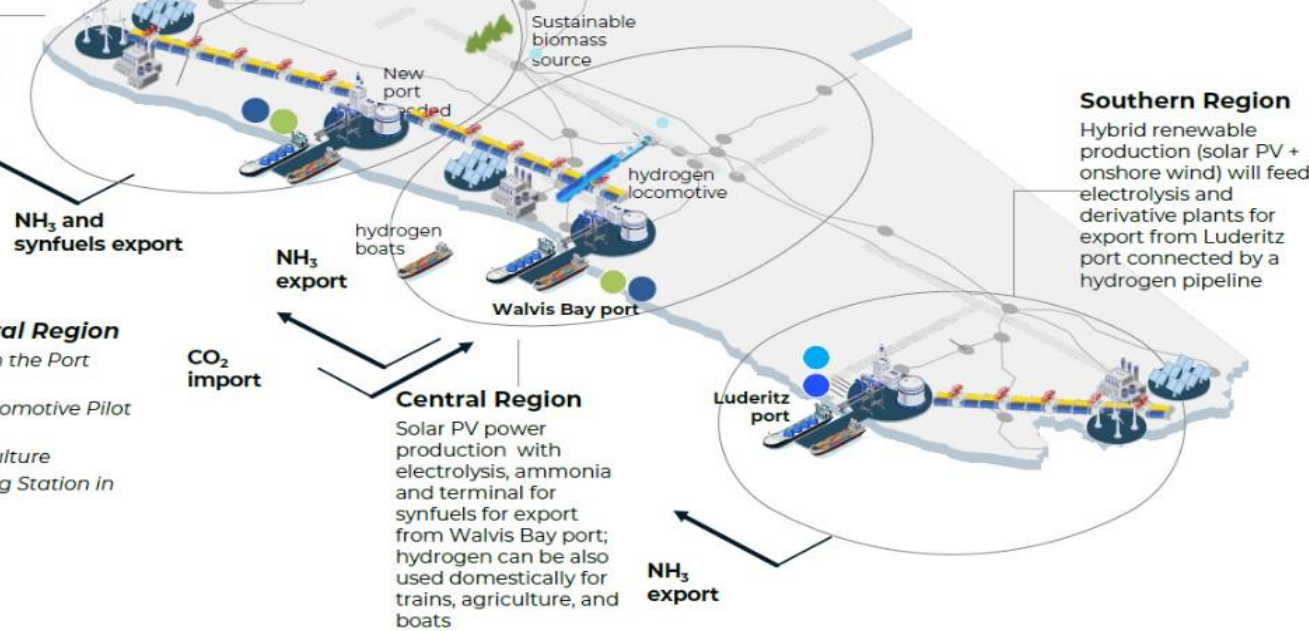 Sustainable
biomass
source
New
port
needed
hydrogen
locomotive
hydrogen
boats
NH₃ and
synfuels export
NH₃
export
Walvis Bay port
CO₂
import
Central Region
Solar PV power
production with
electrolysis, ammonia
and terminal for
synfuels for export
from Walvis Bay port;
hydrogen can be also
used domestically for
trains, agriculture, and
boats
Southern Region
Hybrid renewable
production (solar PV +
onshore wind) will feed
electrolysis and
derivative plants for
export from Luderitz
port connected by a
hydrogen pipeline
Luderitz
port
NH₃
export
ral Region
the Port
omotive Pilot
lture
g Station in